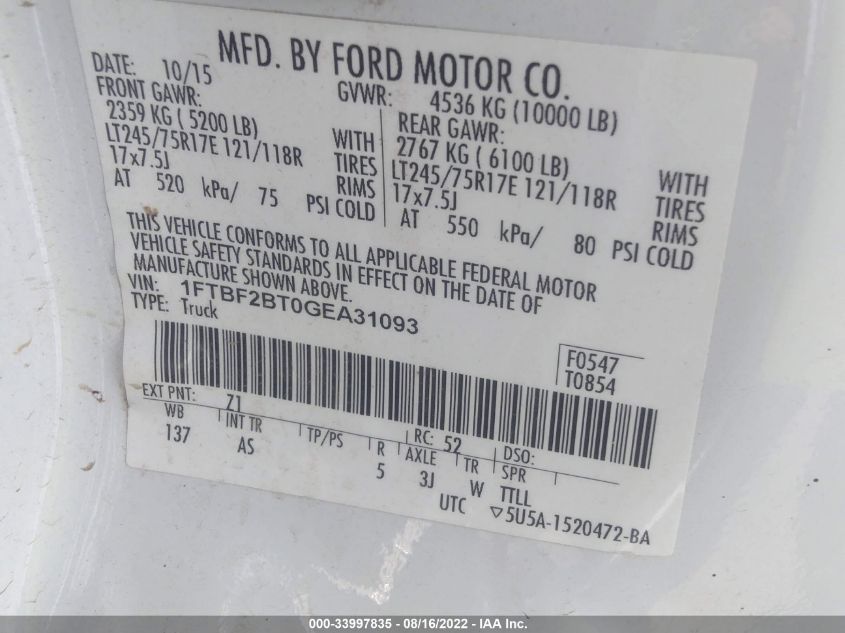 MFD. BY FORD MOTOR CO.
DATE: 10/15 GVWR: 4536 KG (10000 LB)
FRONT GAWR: REAR GAWR:
2359 KG ( 5200 LB) 2767 KG ( 6100 LB)
LT245/75R17E 121/118R WITH TIRES LT245/75R17E 121/118R WITH TIRES
17x7.5J RIMS 17x7.5J RIMS
AT 520 kPa/ 75 PSI COLD AT 550 kPa/ 80 PSI COLD
THIS VEHICLE CONFORMS TO ALL APPLICABLE FEDERAL MOTOR
VEHICLE SAFETY STANDARDS IN EFFECT ON THE DATE OF
MANUFACTURE SHOWN ABOVE.
VIN: 1FTBF2BT0GEA31093
TYPE: Truck
F0547
T0854
EXT PNT: Z1 RC: 52 DSO:
WB INT TR TP/PS R AXLE TR SPR
137 AS 5 3J W TTLL
UTC ▽5U5A-1520472-BA
000-33997835 - 08/16/2022 - IAA Inc.